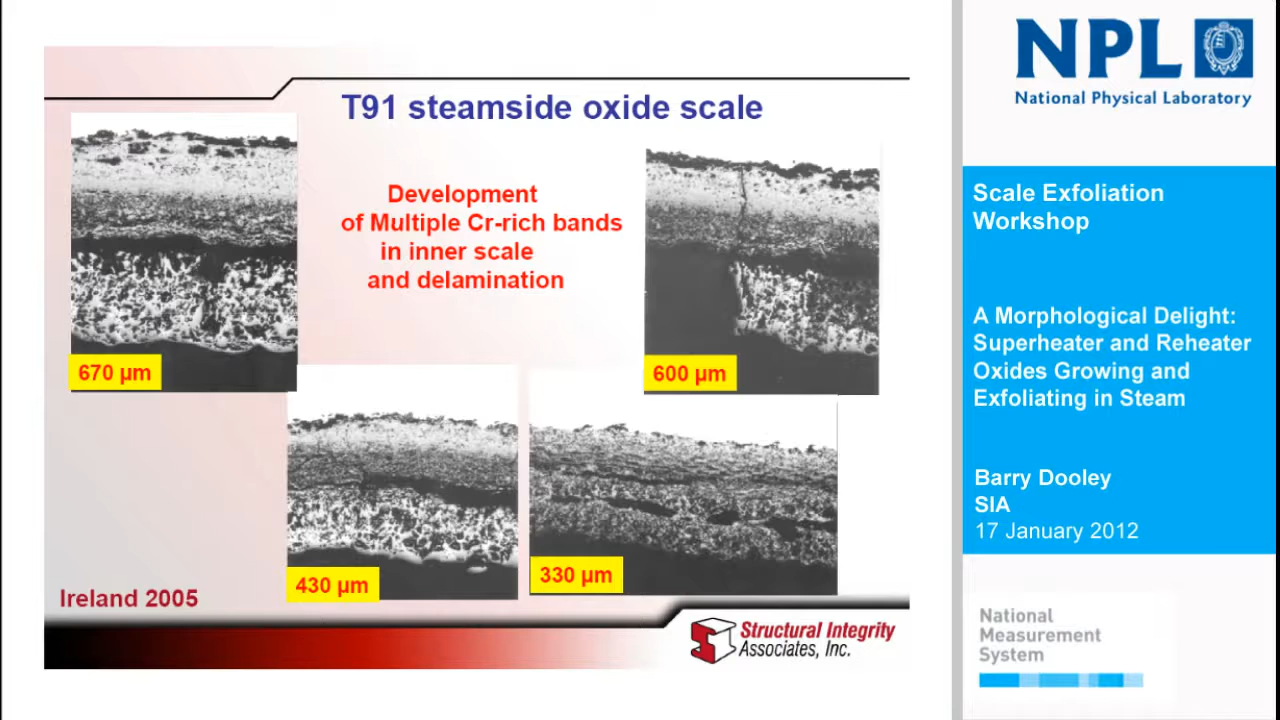 T91 steamside oxide scale
Development
of Multiple Cr-rich bands
in inner scale
and delamination
670 µm
600 µm
430 µm
330 µm
Ireland 2005
Structural Integrity
Associates, Inc.
NPL
National Physical Laboratory
Scale Exfoliation
Workshop
A Morphological Delight:
Superheater and Reheater
Oxides Growing and
Exfoliating in Steam
Barry Dooley
SIA
17 January 2012
National
Measurement
System